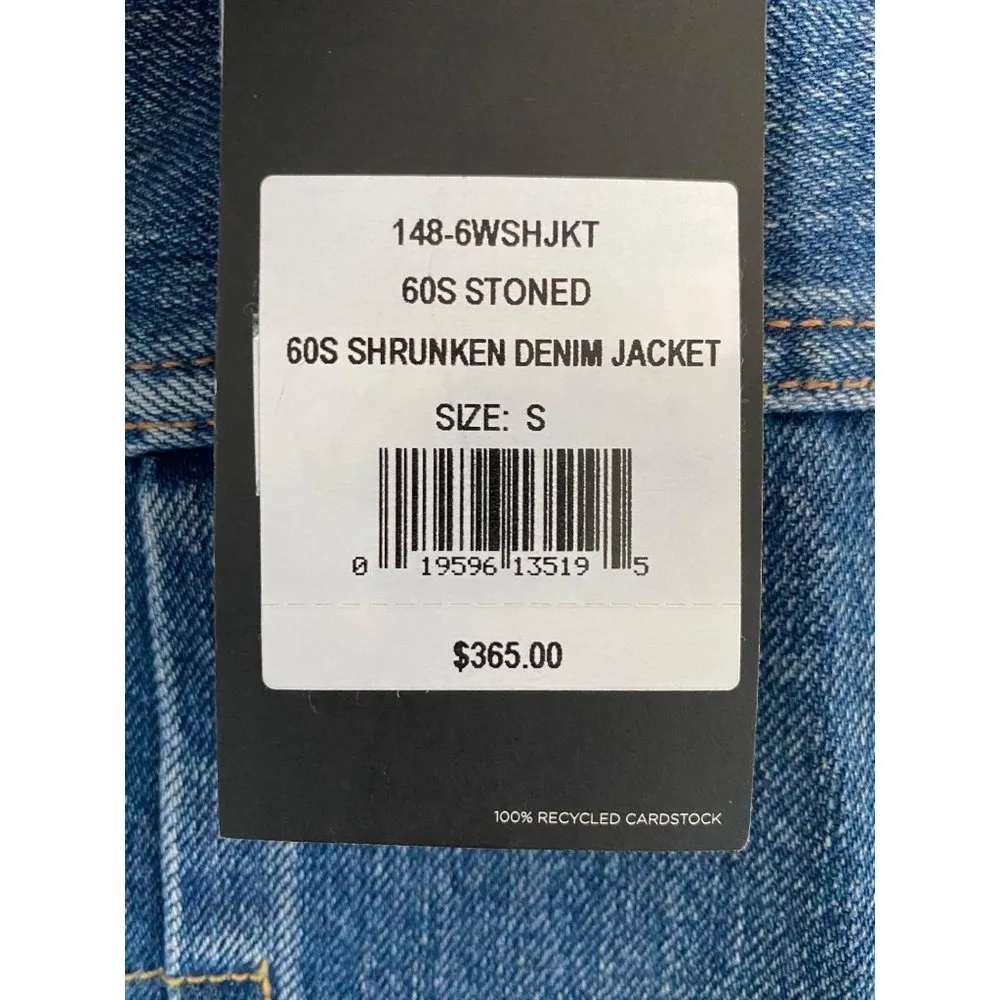 148-6WSHJKT
60S STONED
60S SHRUNKEN DENIM JACKET
SIZE: S
0 19596 13519 5
$365.00
100% RECYCLED CARDSTOCK